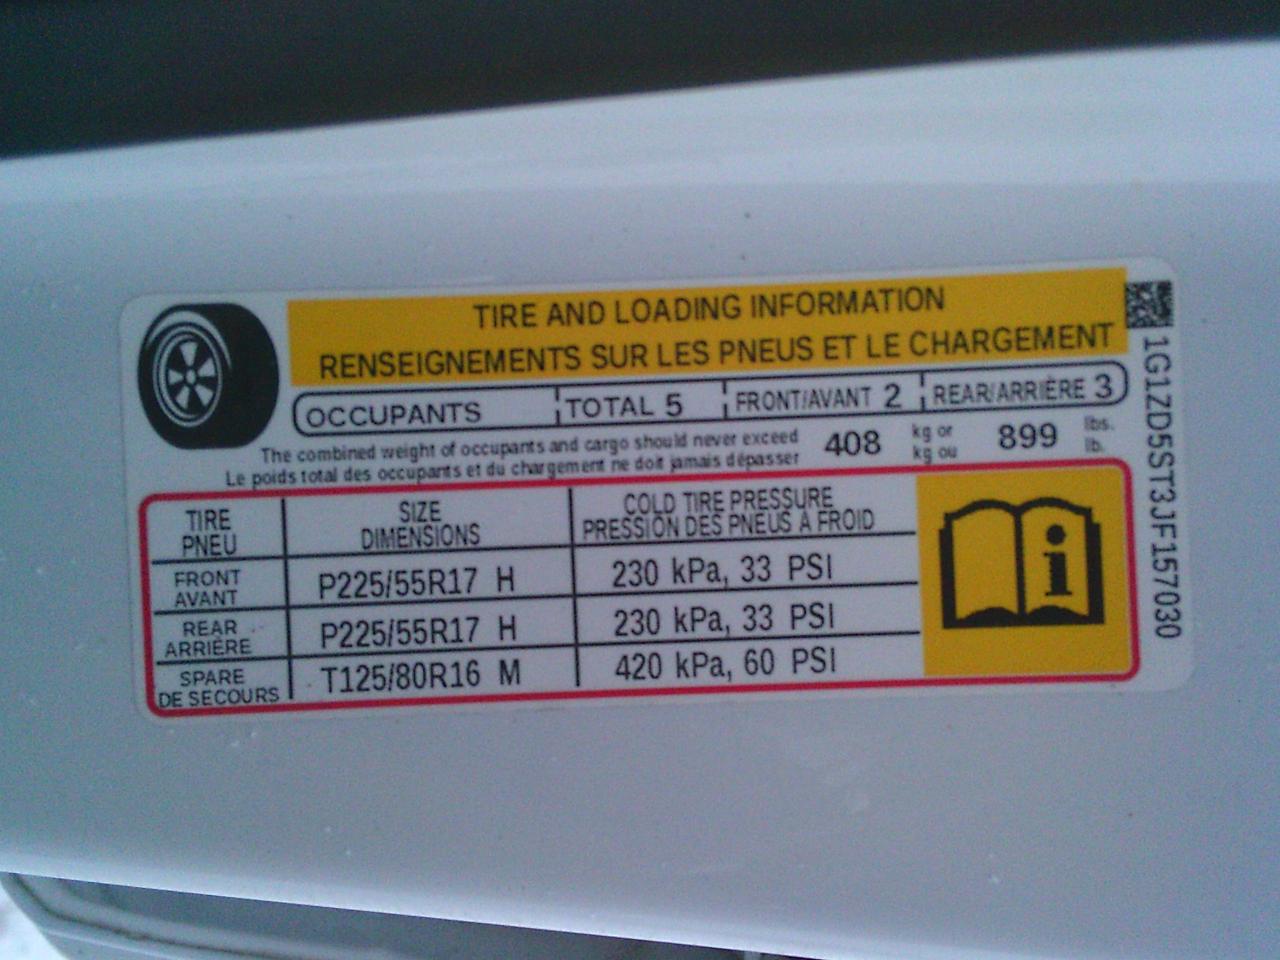 TIRE AND LOADING INFORMATION
RENSEIGNEMENTS SUR LES PNEUS ET LE CHARGEMENT
OCCUPANTS TOTAL 5 FRONT/AVANT 2 REAR/ARRIÈRE 3
The combined weight of occupants and cargo should never exceed 408 kg or 899 lbs.
Le poids total des occupants et du chargement ne doit jamais dépasser kg ou lb.
TIRE SIZE COLD TIRE PRESSURE
PNEU DIMENSIONS PRESSION DES PNEUS À FROID
FRONT
AVANT P225/55R17 H 230 kPa, 33 PSI
REAR
ARRIÈRE P225/55R17 H 230 kPa, 33 PSI
SPARE
DE SECOURS T125/80R16 M 420 kPa, 60 PSI
i
1G1ZD5ST3JF157030